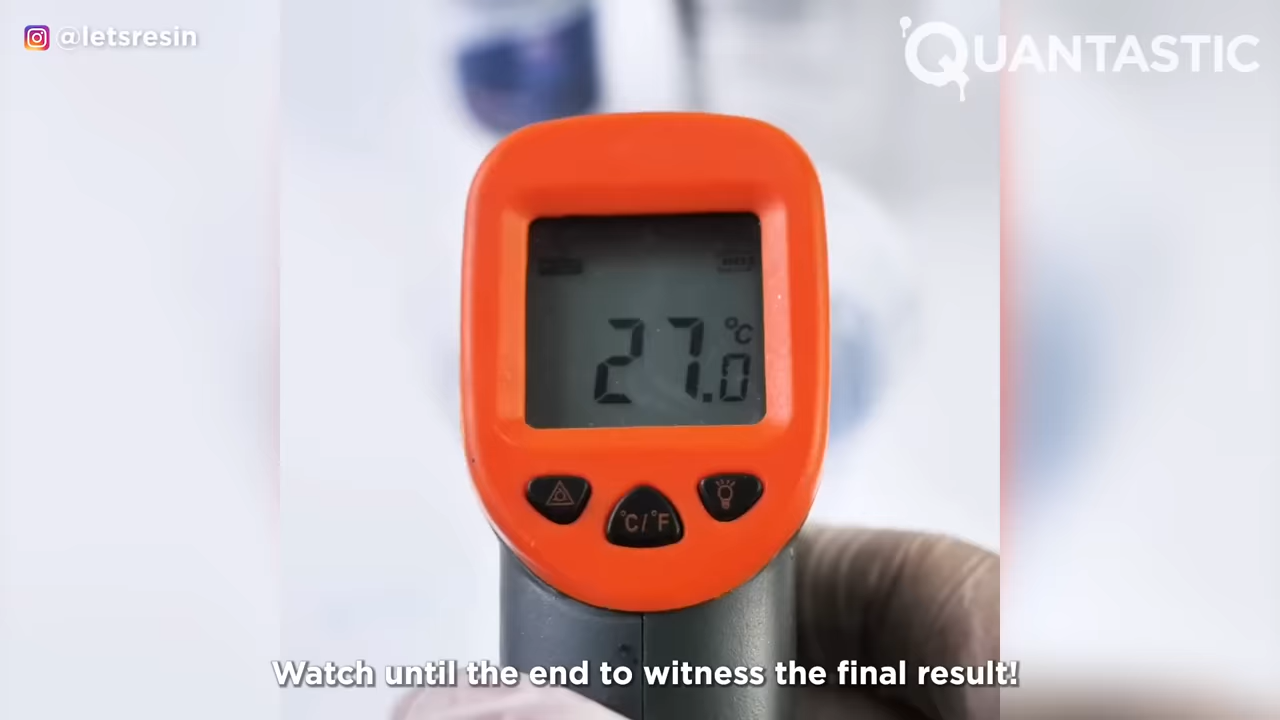 @letsresin
QUANTASTIC
27.0 °C
°C/°F
Watch until the end to witness the final result!